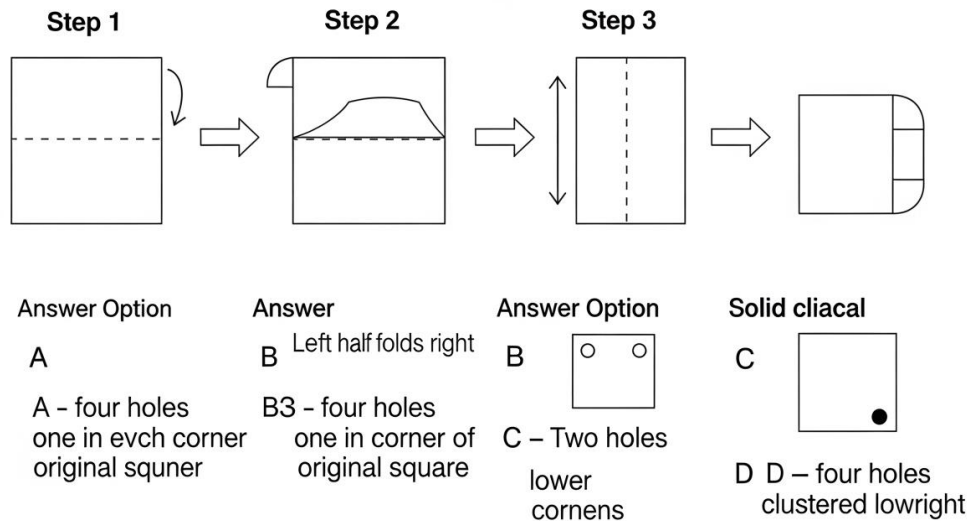 Step 1
Step 2
Step 3
Answer Option
A
A – four holes
one in evch corner
original squner
Answer
B Left half folds right
B3 – four holes
one in corner of
original square
Answer Option
B
C – Two holes
lower
cornens
Solid cliacal
C
D D – four holes
clustered lowright